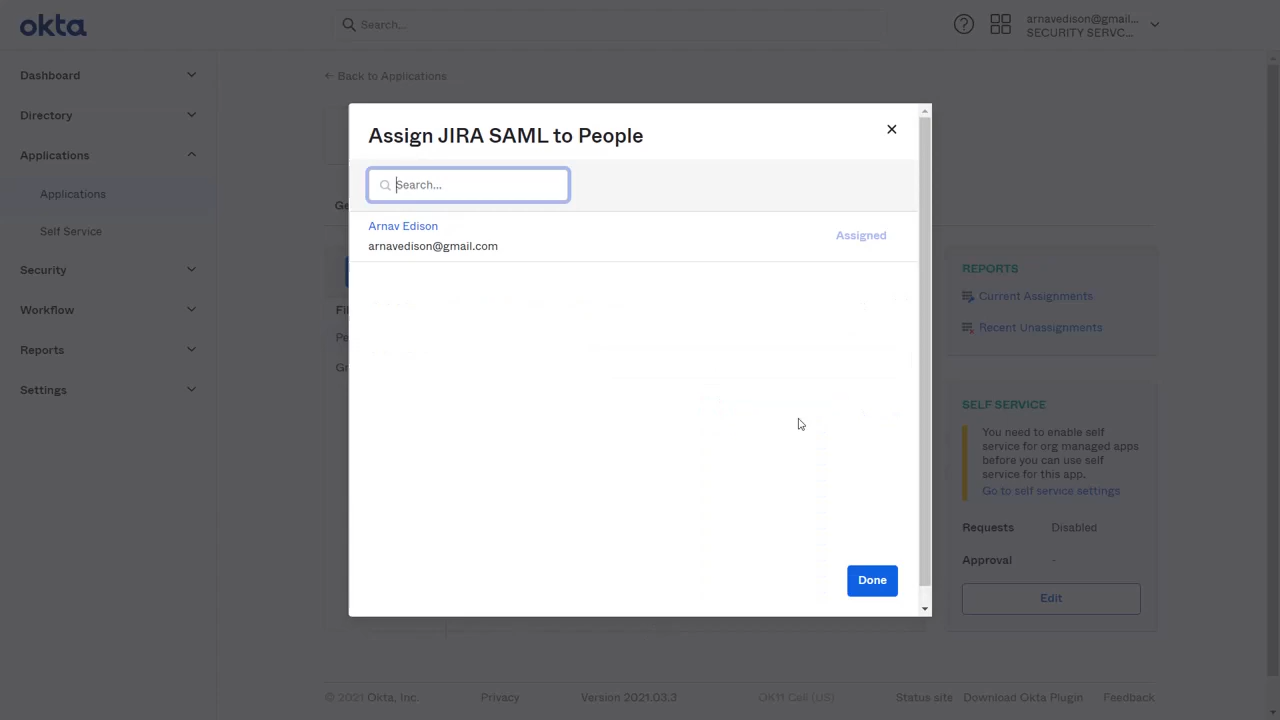 okta
Search...
arnavedison@gmail...
SECURITY SERVC...
Dashboard
Directory
Applications
Applications
Self Service
Security
Workflow
Reports
Settings
← Back to Applications
Assign JIRA SAML to People
Search...
Arnav Edison
arnavedison@gmail.com
Assigned
Done
REPORTS
Current Assignments
Recent Unassignments
SELF SERVICE
You need to enable self
service for org managed apps
before you can use self
service for this app.
Go to self service settings
Requests Disabled
Approval -
Edit
© 2021 Okta, Inc. Privacy Version 2021.03.3 OK11 Cell (US) Status site Download Okta Plugin Feedback